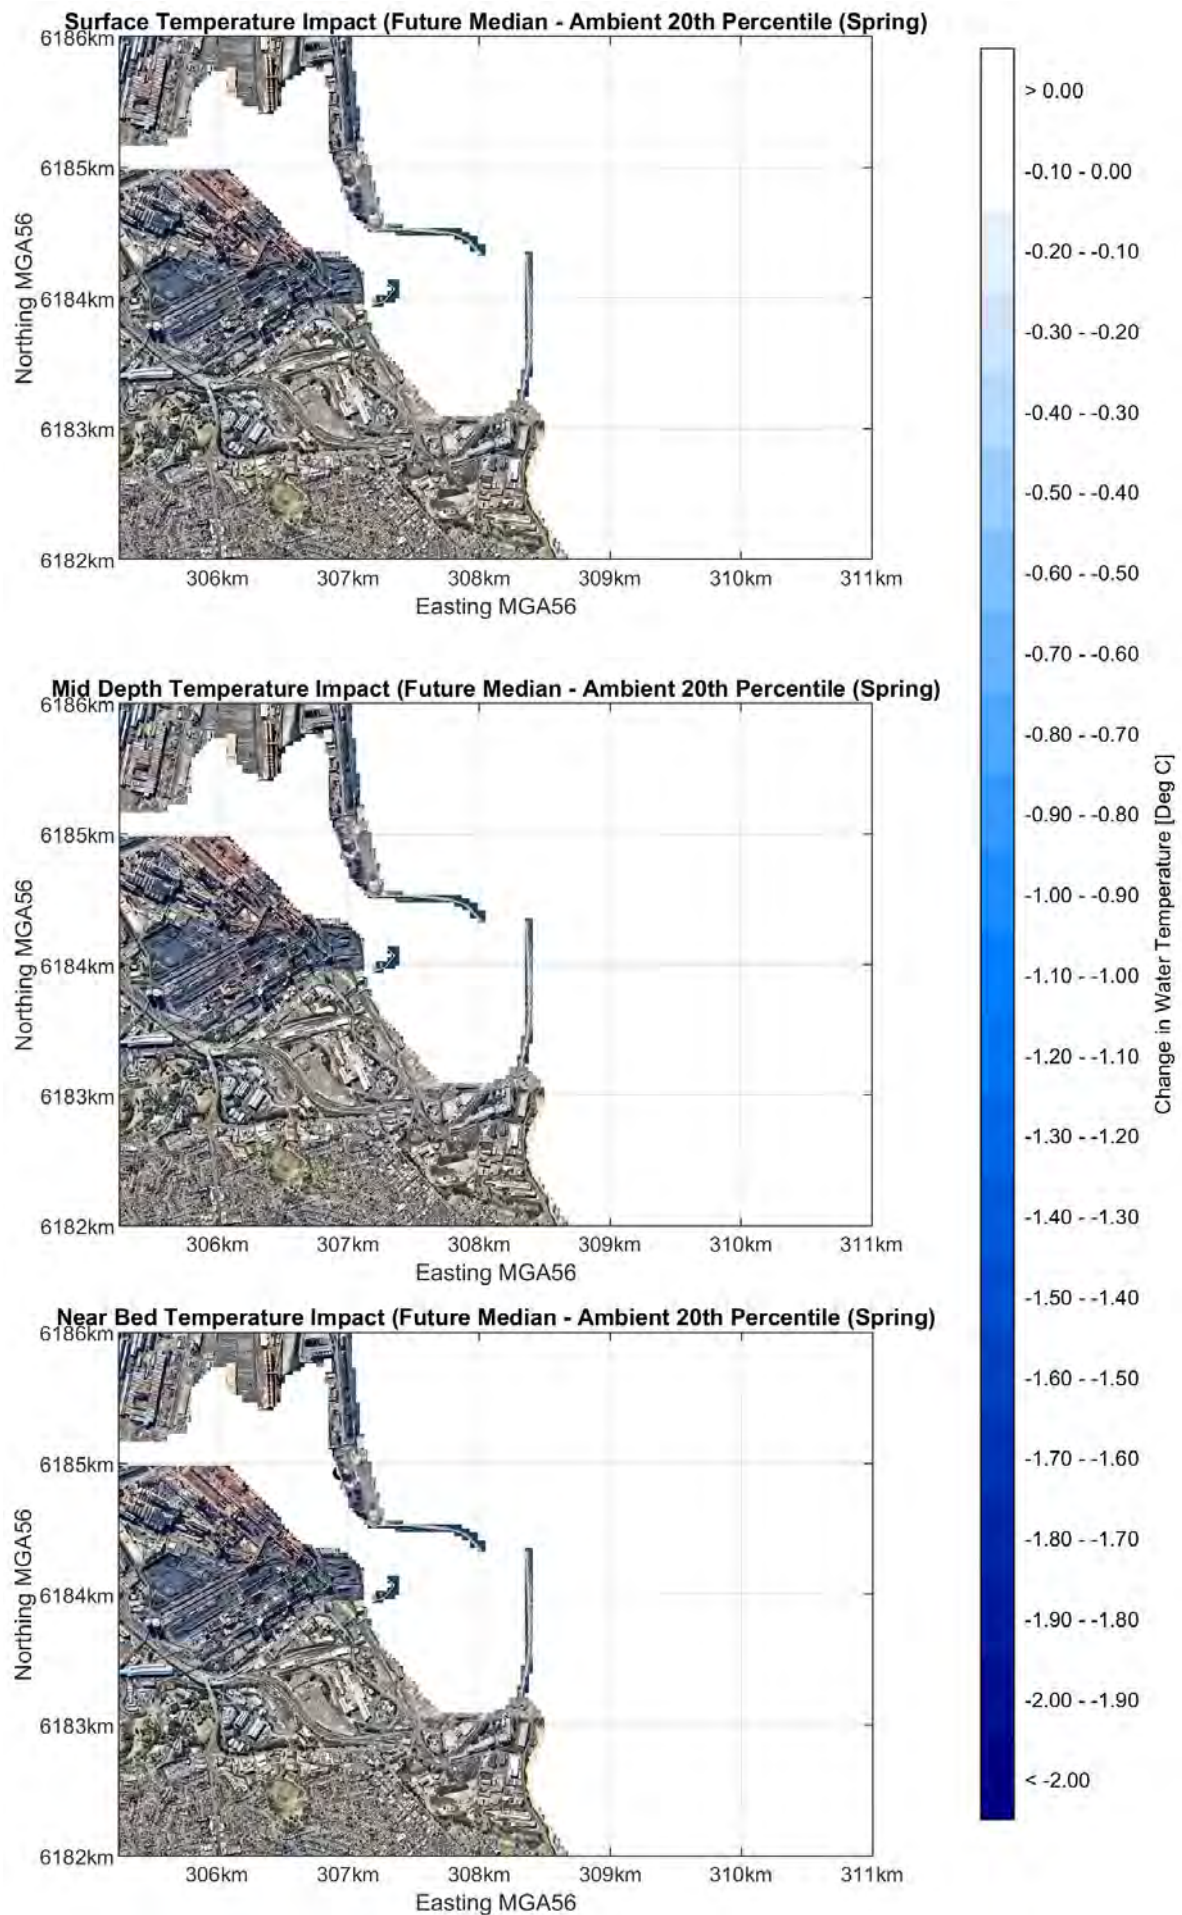 Surface Temperature Impact (Future Median - Ambient 20th Percentile (Spring)
6186km
6185km
6184km
6183km
6182km
Northing MGA56
306km 307km 308km 309km 310km 311km
Easting MGA56
Mid Depth Temperature Impact (Future Median - Ambient 20th Percentile (Spring)
6186km
6185km
6184km
6183km
6182km
Northing MGA56
306km 307km 308km 309km 310km 311km
Easting MGA56
Near Bed Temperature Impact (Future Median - Ambient 20th Percentile (Spring)
6186km
6185km
6184km
6183km
6182km
Northing MGA56
306km 307km 308km 309km 310km 311km
Easting MGA56
> 0.00
-0.10 - 0.00
-0.20 - -0.10
-0.30 - -0.20
-0.40 - -0.30
-0.50 - -0.40
-0.60 - -0.50
-0.70 - -0.60
-0.80 - -0.70
-0.90 - -0.80
-1.00 - -0.90
-1.10 - -1.00
-1.20 - -1.10
-1.30 - -1.20
-1.40 - -1.30
-1.50 - -1.40
-1.60 - -1.50
-1.70 - -1.60
-1.80 - -1.70
-1.90 - -1.80
-2.00 - -1.90
< -2.00
Change in Water Temperature [Deg C]